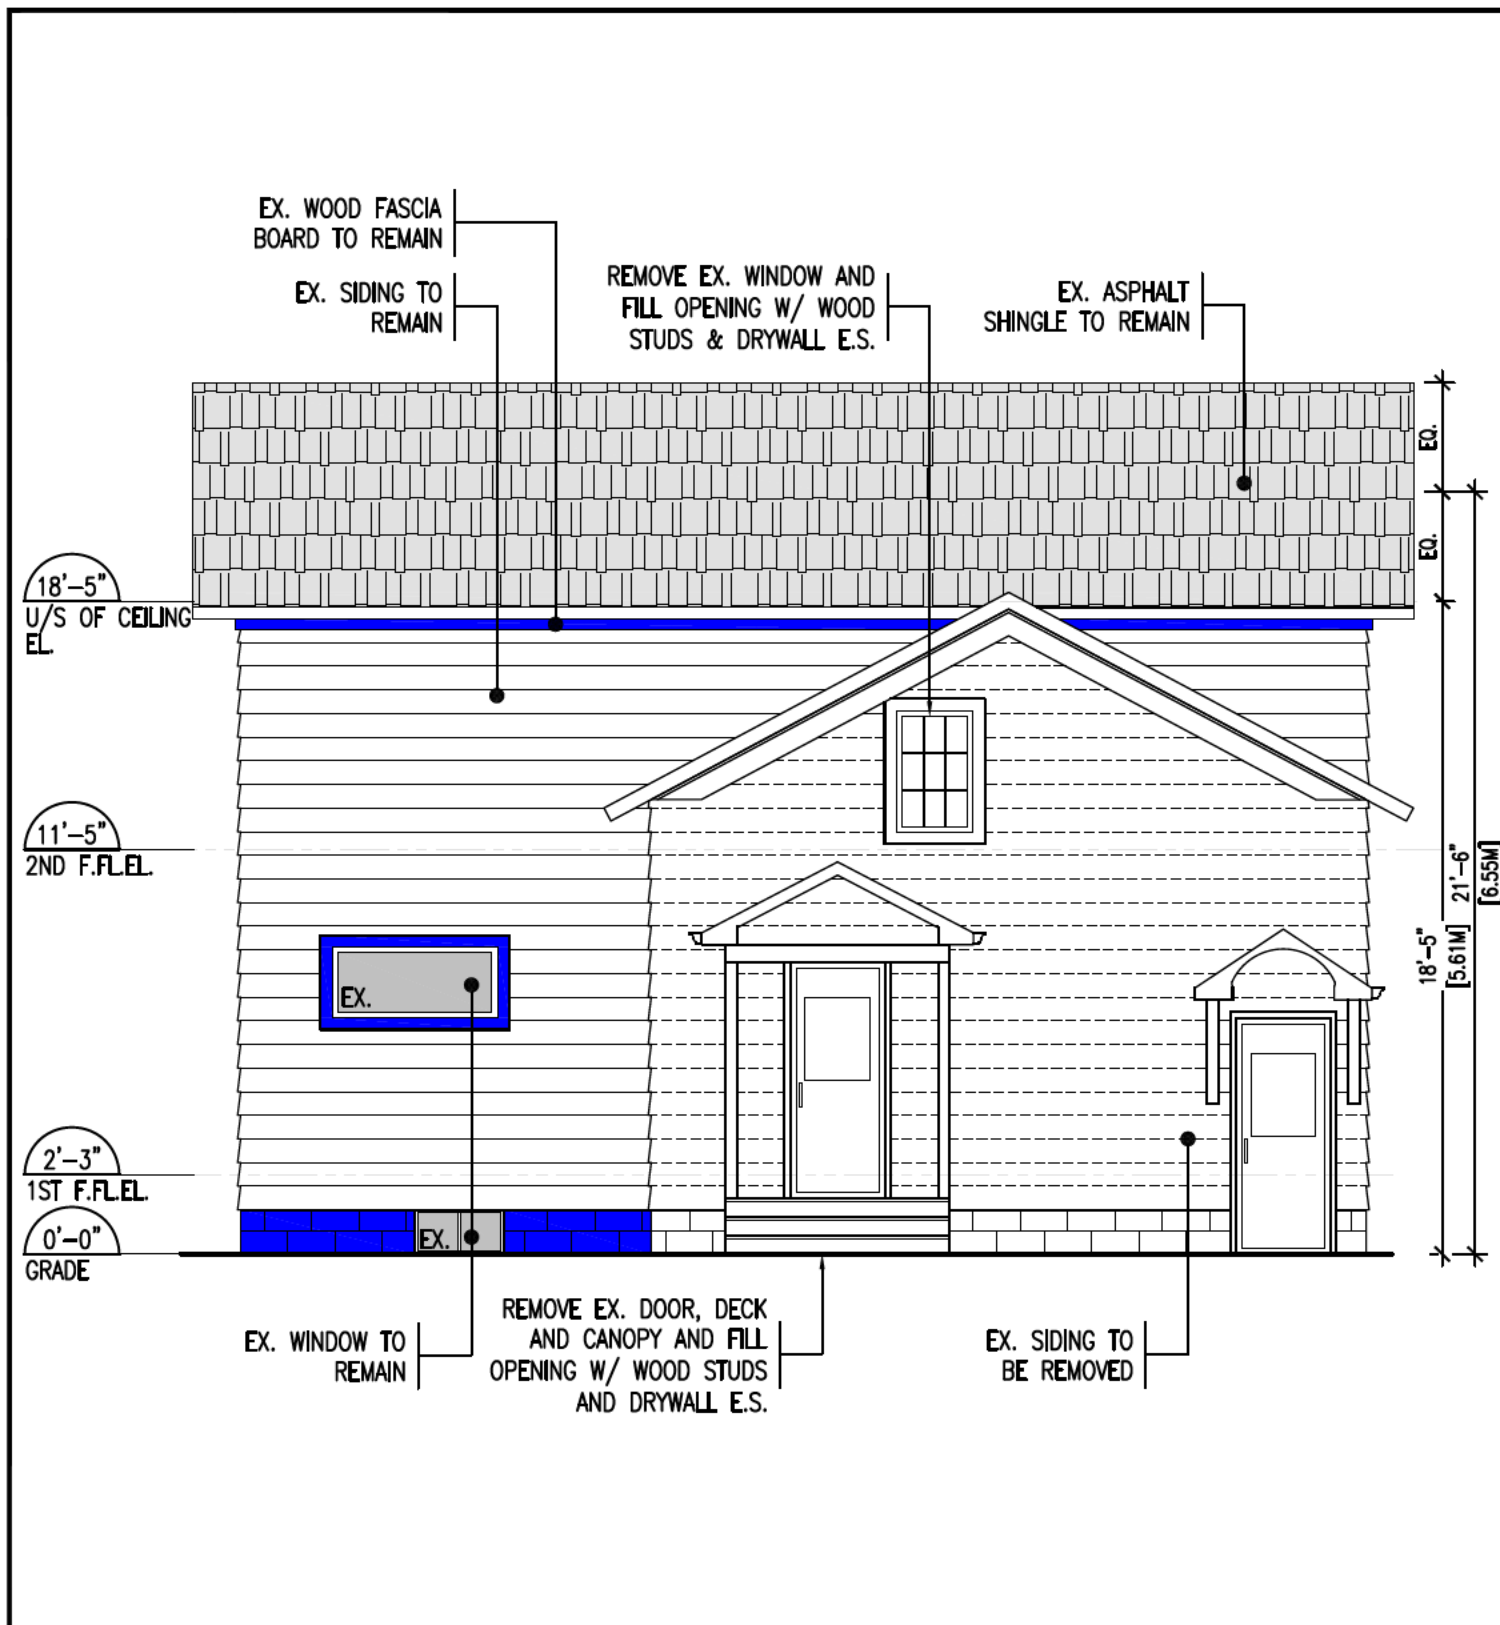 EX. WOOD FASCIA
BOARD TO REMAIN
EX. SIDING TO
REMAIN
REMOVE EX. WINDOW AND
FILL OPENING W/ WOOD
STUDS & DRYWALL E.S.
EX. ASPHALT
SHINGLE TO REMAIN
EQ.
EQ.
18'-5"
U/S OF CEILING
EL.
11'-5"
2ND F.FL.EL.
21'-6"
[6.55M]
18'-5"
[5.61M]
EX.
2'-3"
1ST F.FL.EL.
0'-0"
GRADE
EX.
EX. WINDOW TO
REMAIN
REMOVE EX. DOOR, DECK
AND CANOPY AND FILL
OPENING W/ WOOD STUDS
AND DRYWALL E.S.
EX. SIDING TO
BE REMOVED